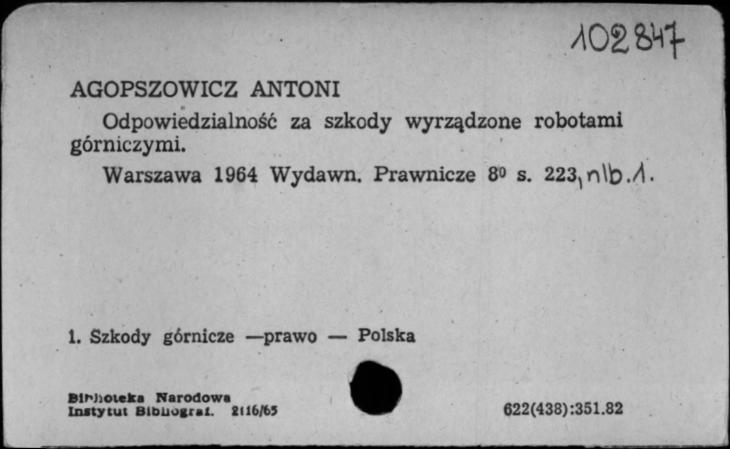 102847
AGOPSZOWICZ ANTONI
Odpowiedzialność za szkody wyrządzone robotami
górniczymi.
Warszawa 1964 Wydawn. Prawnicze 8⁰ s. 223, nlb.1.
1. Szkody górnicze —prawo — Polska
Biblioteka Narodowa
Instytut Bibliograf. 2116/65
622(438):351.82